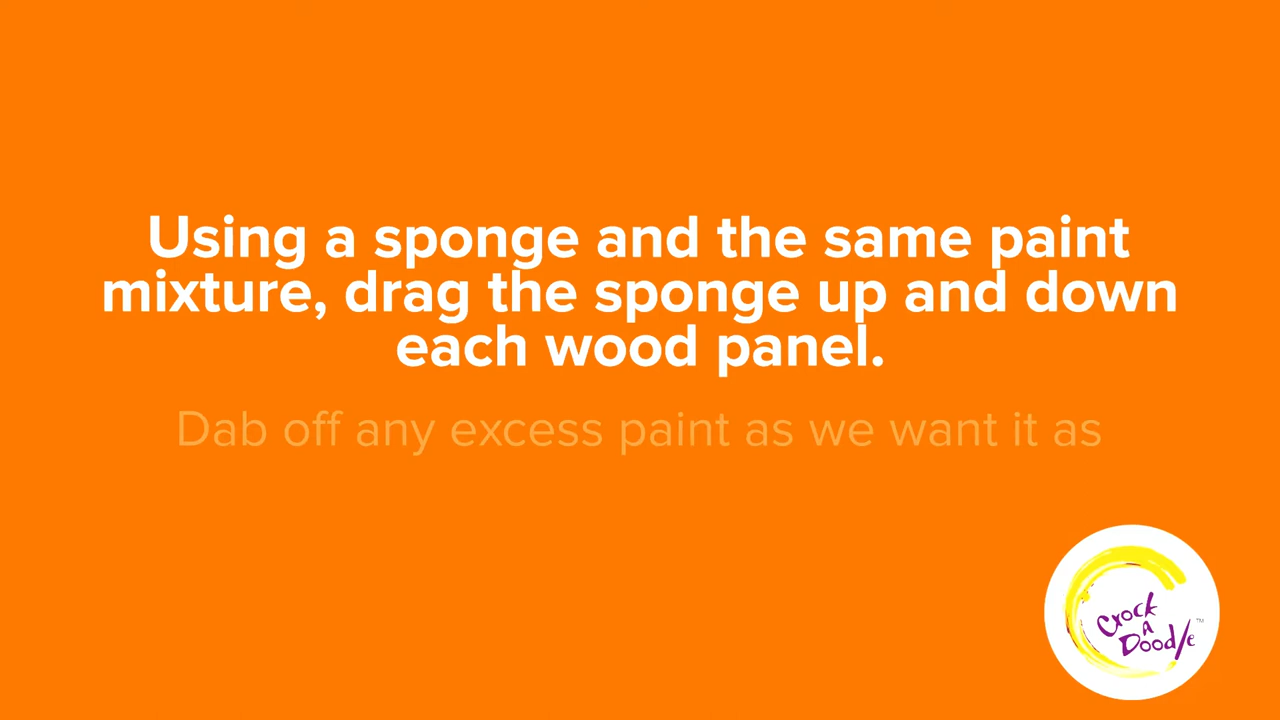 Using a sponge and the same paint
mixture, drag the sponge up and down
each wood panel.
Dab off any excess paint as we want it as
Crock
A
Doodle™